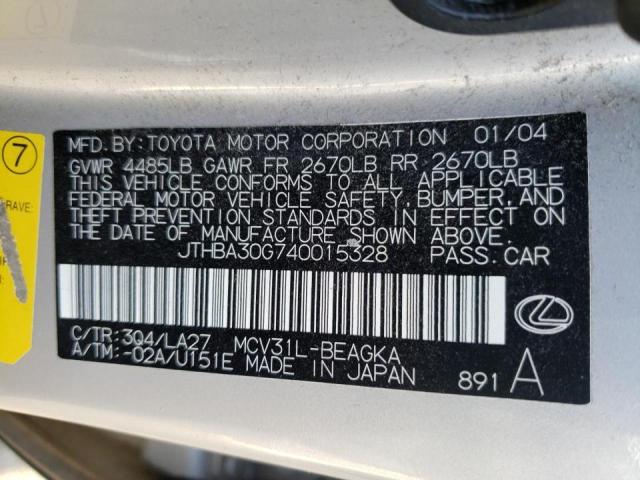 MFD. BY: TOYOTA MOTOR CORPORATION 01/04
GVWR 4485LB GAWR FR 2670LB RR 2670LB
THIS VEHICLE CONFORMS TO ALL APPLICABLE
FEDERAL MOTOR VEHICLE SAFETY, BUMPER, AND
THEFT PREVENTION STANDARDS IN EFFECT ON
THE DATE OF MANUFACTURE SHOWN ABOVE.
JTHBA30G740015328 PASS. CAR
C/TR: 3Q4/LA27 MCV31L-BEAGKA
A/TM: -02A/U151E MADE IN JAPAN
891 A
7